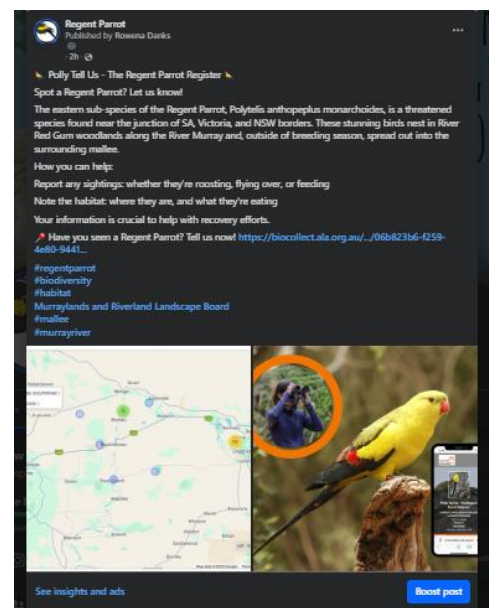 Regent Parrot
Published by Rowena Danks
· 2h ·
Polly Tell Us - The Regent Parrot Register
Spot a Regent Parrot? Let us know!
The eastern sub-species of the Regent Parrot, Polytelis anthopeplus monarchoides, is a threatened
species found near the junction of SA, Victoria, and NSW borders. These stunning birds nest in River
Red Gum woodlands along the River Murray and, outside of breeding season, spread out into the
surrounding mallee.
How you can help:
Report any sightings: whether they're roosting, flying over, or feeding
Note the habitat: where they are, and what they're eating
Your information is crucial to help with recovery efforts.
Have you seen a Regent Parrot? Tell us now! https://biocollect.ala.org.au/.../06b823b6-f259-
4e80-9441...
#regentparrot
#biodiversity
#habitat
Murraylands and Riverland Landscape Board
#mallee
#murrayriver
See insights and ads
Boost post